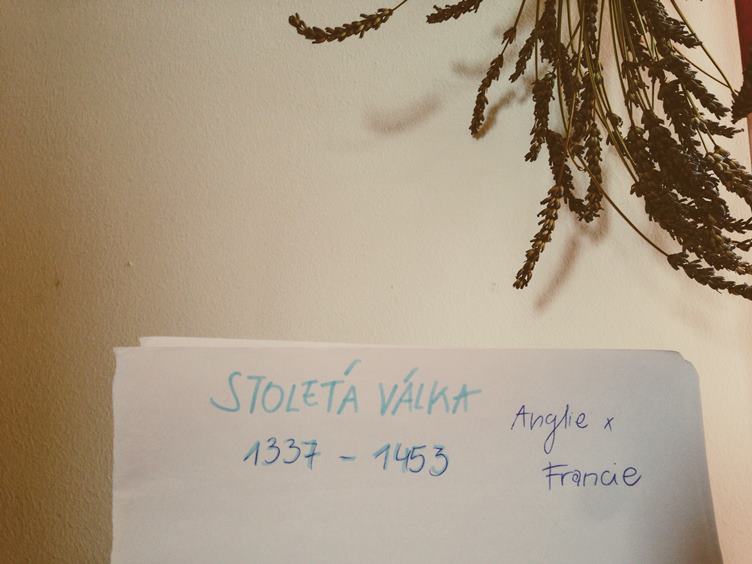 STOLETÁ VÁLKA
1337 - 1453
Anglie x
Francie